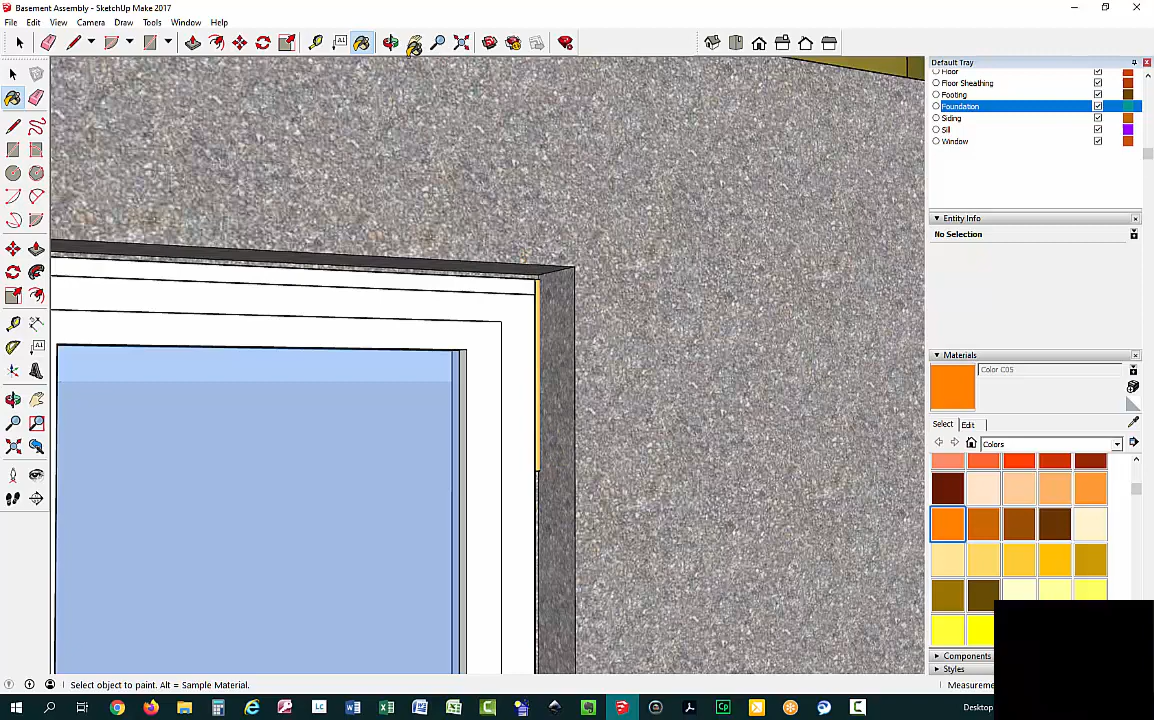 Basement Assembly - SketchUp Make 2017
File Edit View Camera Draw Tools Window Help
Default Tray
Floor
Floor Sheathing
Footing
Foundation
Siding
Sill
Window
Entity Info
No Selection
Materials
Color C05
Select Edit
Colors
Components
Styles
Select object to paint. Alt = Sample Material.
Measureme
Desktop